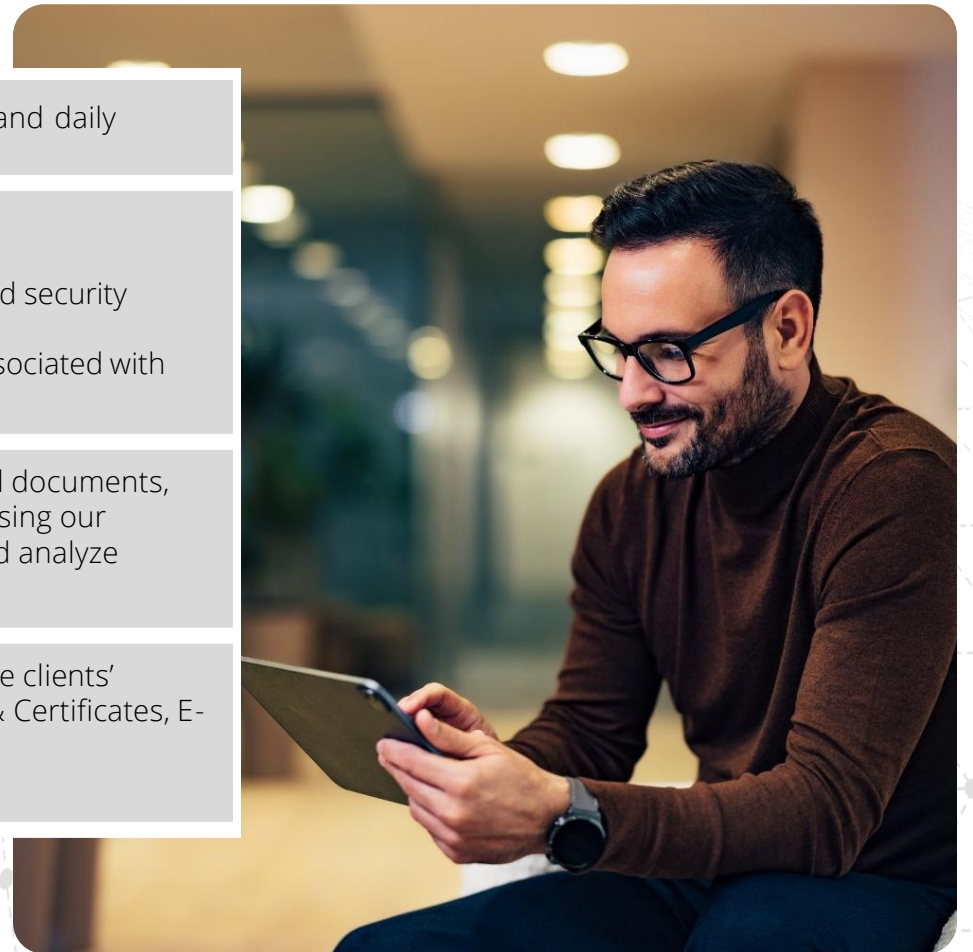 and daily
d security
sociated with
l documents,
sing our
d analyze
e clients’
& Certificates, E-